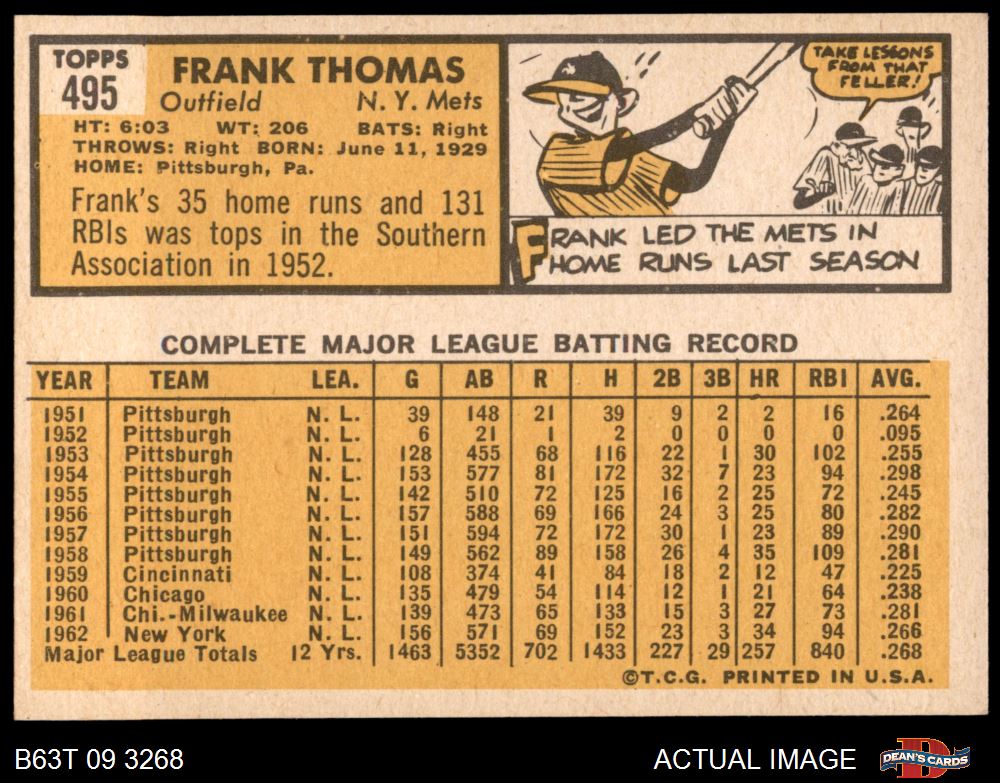 TOPPS
495
FRANK THOMAS
Outfield N. Y. Mets
HT: 6:03 WT: 206 BATS: Right
THROWS: Right BORN: June 11, 1929
HOME: Pittsburgh, Pa.
Frank's 35 home runs and 131
RBIs was tops in the Southern
Association in 1952.
TAKE LESSONS
FROM THAT
FELLER!
FRANK LED THE METS IN
HOME RUNS LAST SEASON
COMPLETE MAJOR LEAGUE BATTING RECORD
YEAR TEAM LEA. G AB R H 2B 3B HR RBI AVG.
1951 Pittsburgh N. L. 39 148 21 39 9 2 2 16 .264
1952 Pittsburgh N. L. 6 21 1 2 0 0 0 0 .095
1953 Pittsburgh N. L. 128 455 68 116 22 1 30 102 .255
1954 Pittsburgh N. L. 153 577 81 172 32 7 23 94 .298
1955 Pittsburgh N. L. 142 510 72 125 16 2 25 72 .245
1956 Pittsburgh N. L. 157 588 69 166 24 3 25 80 .282
1957 Pittsburgh N. L. 151 594 72 172 30 1 23 89 .290
1958 Pittsburgh N. L. 149 562 89 158 26 4 35 109 .281
1959 Cincinnati N. L. 108 374 41 84 18 2 12 47 .225
1960 Chicago N. L. 135 479 54 114 12 1 21 64 .238
1961 Chi.-Milwaukee N. L. 139 473 65 133 15 3 27 73 .281
1962 New York N. L. 156 571 69 152 23 3 34 94 .266
Major League Totals 12 Yrs. 1463 5352 702 1433 227 29 257 840 .268
©T.C.G. PRINTED IN U.S.A.
B63T 09 3268 ACTUAL IMAGE DEAN'S CARDS